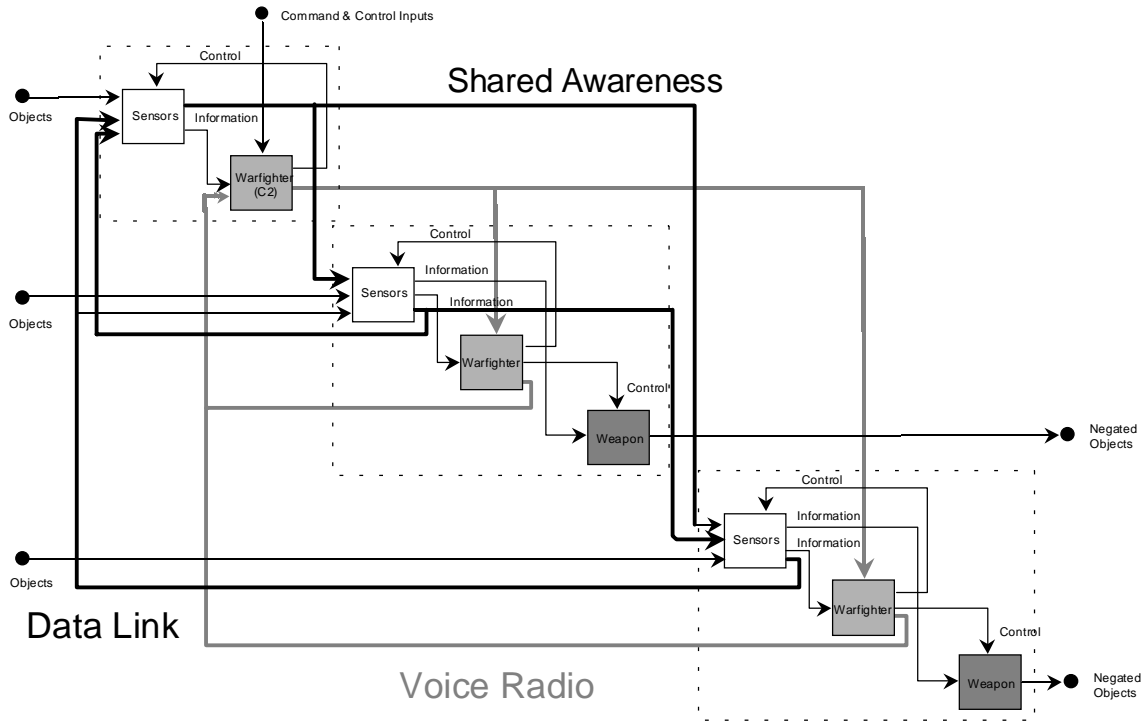 Command & Control Inputs
Control
Shared Awareness
Objects
Sensors
Information
Warfighter
(C2)
Control
Information
Sensors
Information
Objects
Warfighter
Control
Weapon
Negated
Objects
Control
Information
Sensors
Information
Objects
Warfighter
Data Link
Control
Voice Radio
Weapon
Negated
Objects